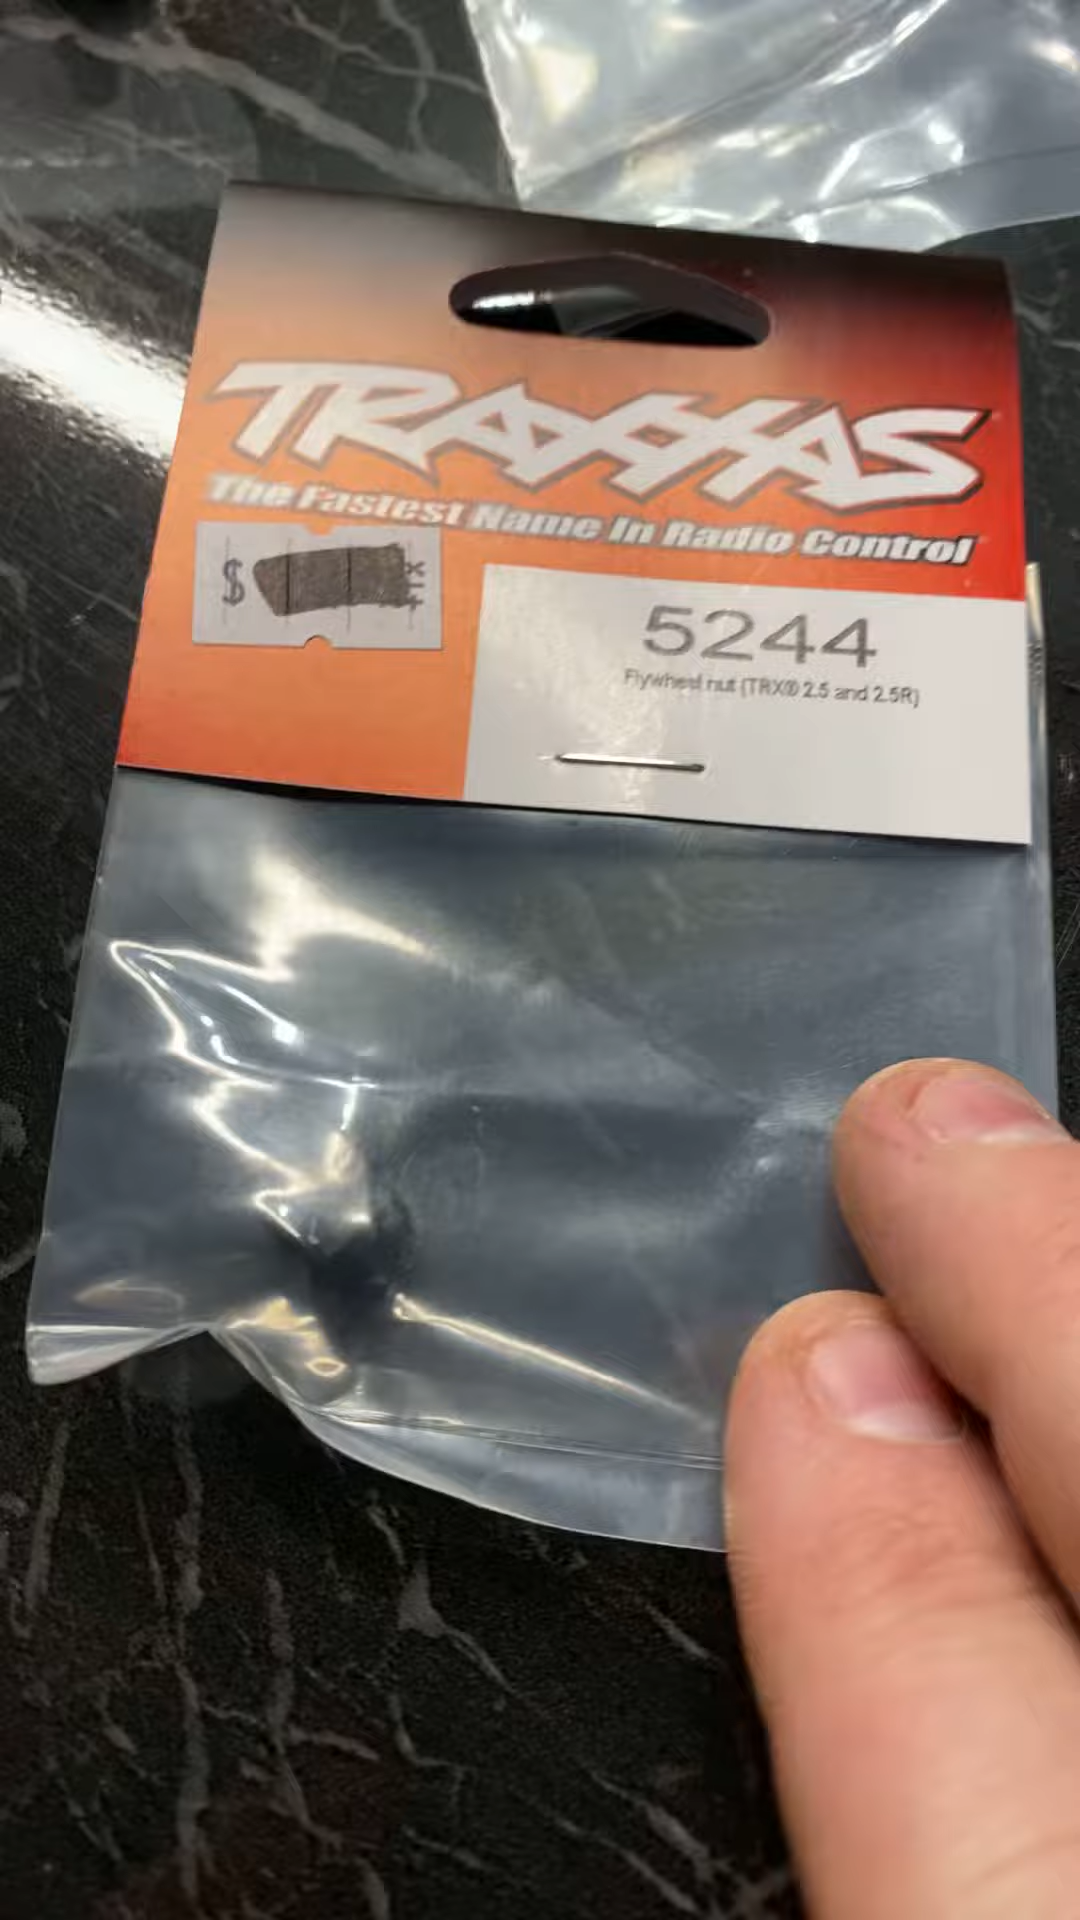 TRAXXAS
The Fastest Name In Radio Control
$
5244
Flywheel nut (TRX® 2.5 and 2.5R)